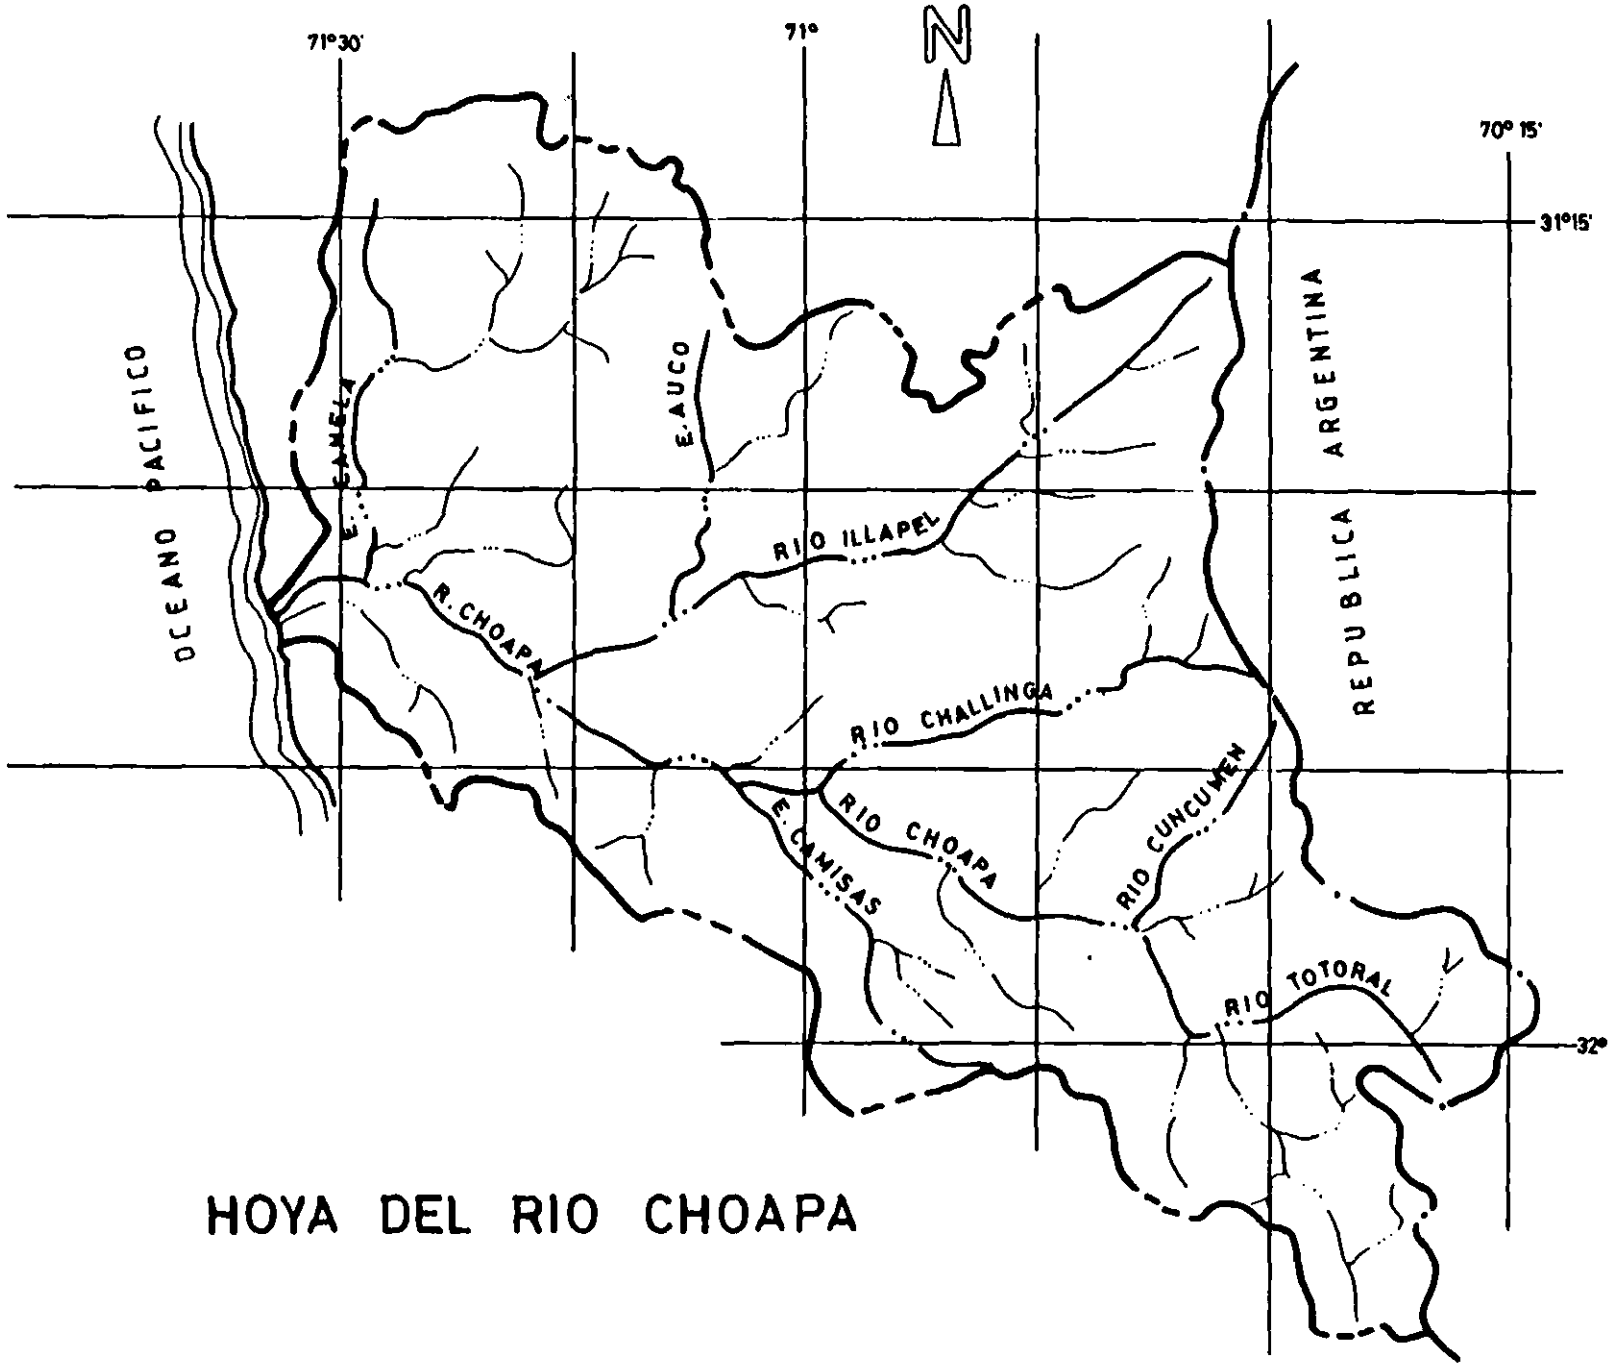 N
71°30'
71°
70° 15'
31°15'
OCEANO PACIFICO
REPUBLICA ARGENTINA
E. CANELA
E. AUCO
RIO ILLAPEL
R. CHOAPA
RIO CHALLINGA
RIO CUNCUMEN
E. CAMISAS
RIO CHOAPA
RIO TOTORAL
32°
HOYA DEL RIO CHOAPA